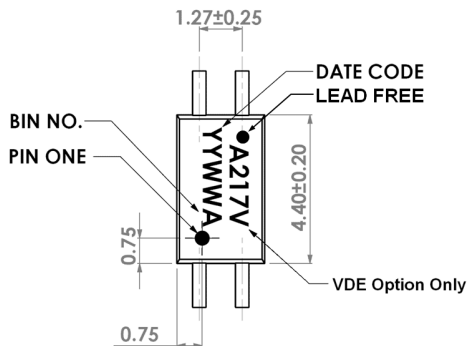 1.27±0.25
DATE CODE
LEAD FREE
BIN NO.
PIN ONE
A217V
YYWWA
4.40±0.20
0.75
VDE Option Only
0.75